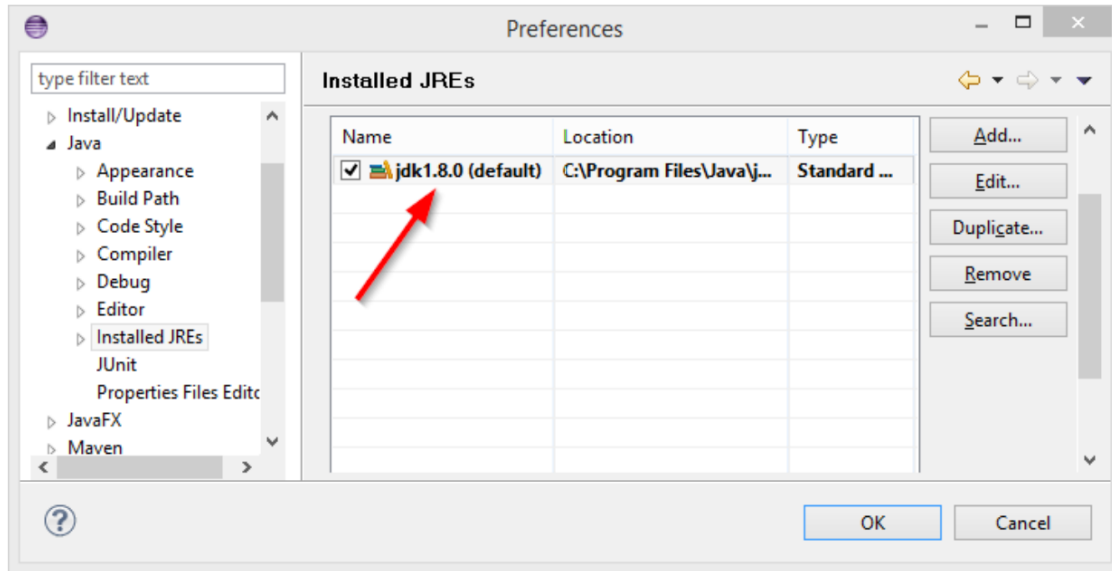 Preferences
type filter text
Install/Update
Java
Appearance
Build Path
Code Style
Compiler
Debug
Editor
Installed JREs
JUnit
Properties Files Edito
JavaFX
Maven
Installed JREs
Name Location Type
jdk1.8.0 (default) C:\Program Files\Java\j... Standard ...
Add...
Edit...
Duplicate...
Remove
Search...
?
OK Cancel